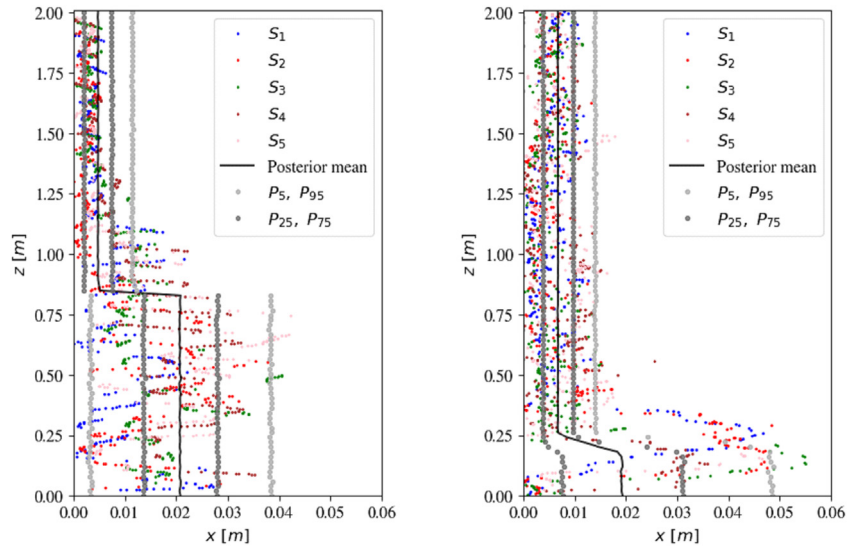 2.00
1.75
1.50
1.25
1.00
0.75
0.50
0.25
0.00
z [m]
0.00 0.01 0.02 0.03 0.04 0.05 0.06
x [m]
S1
S2
S3
S4
S5
Posterior mean
P5, P95
P25, P75
2.00
1.75
1.50
1.25
1.00
0.75
0.50
0.25
0.00
z [m]
0.00 0.01 0.02 0.03 0.04 0.05 0.06
x [m]
S1
S2
S3
S4
S5
Posterior mean
P5, P95
P25, P75